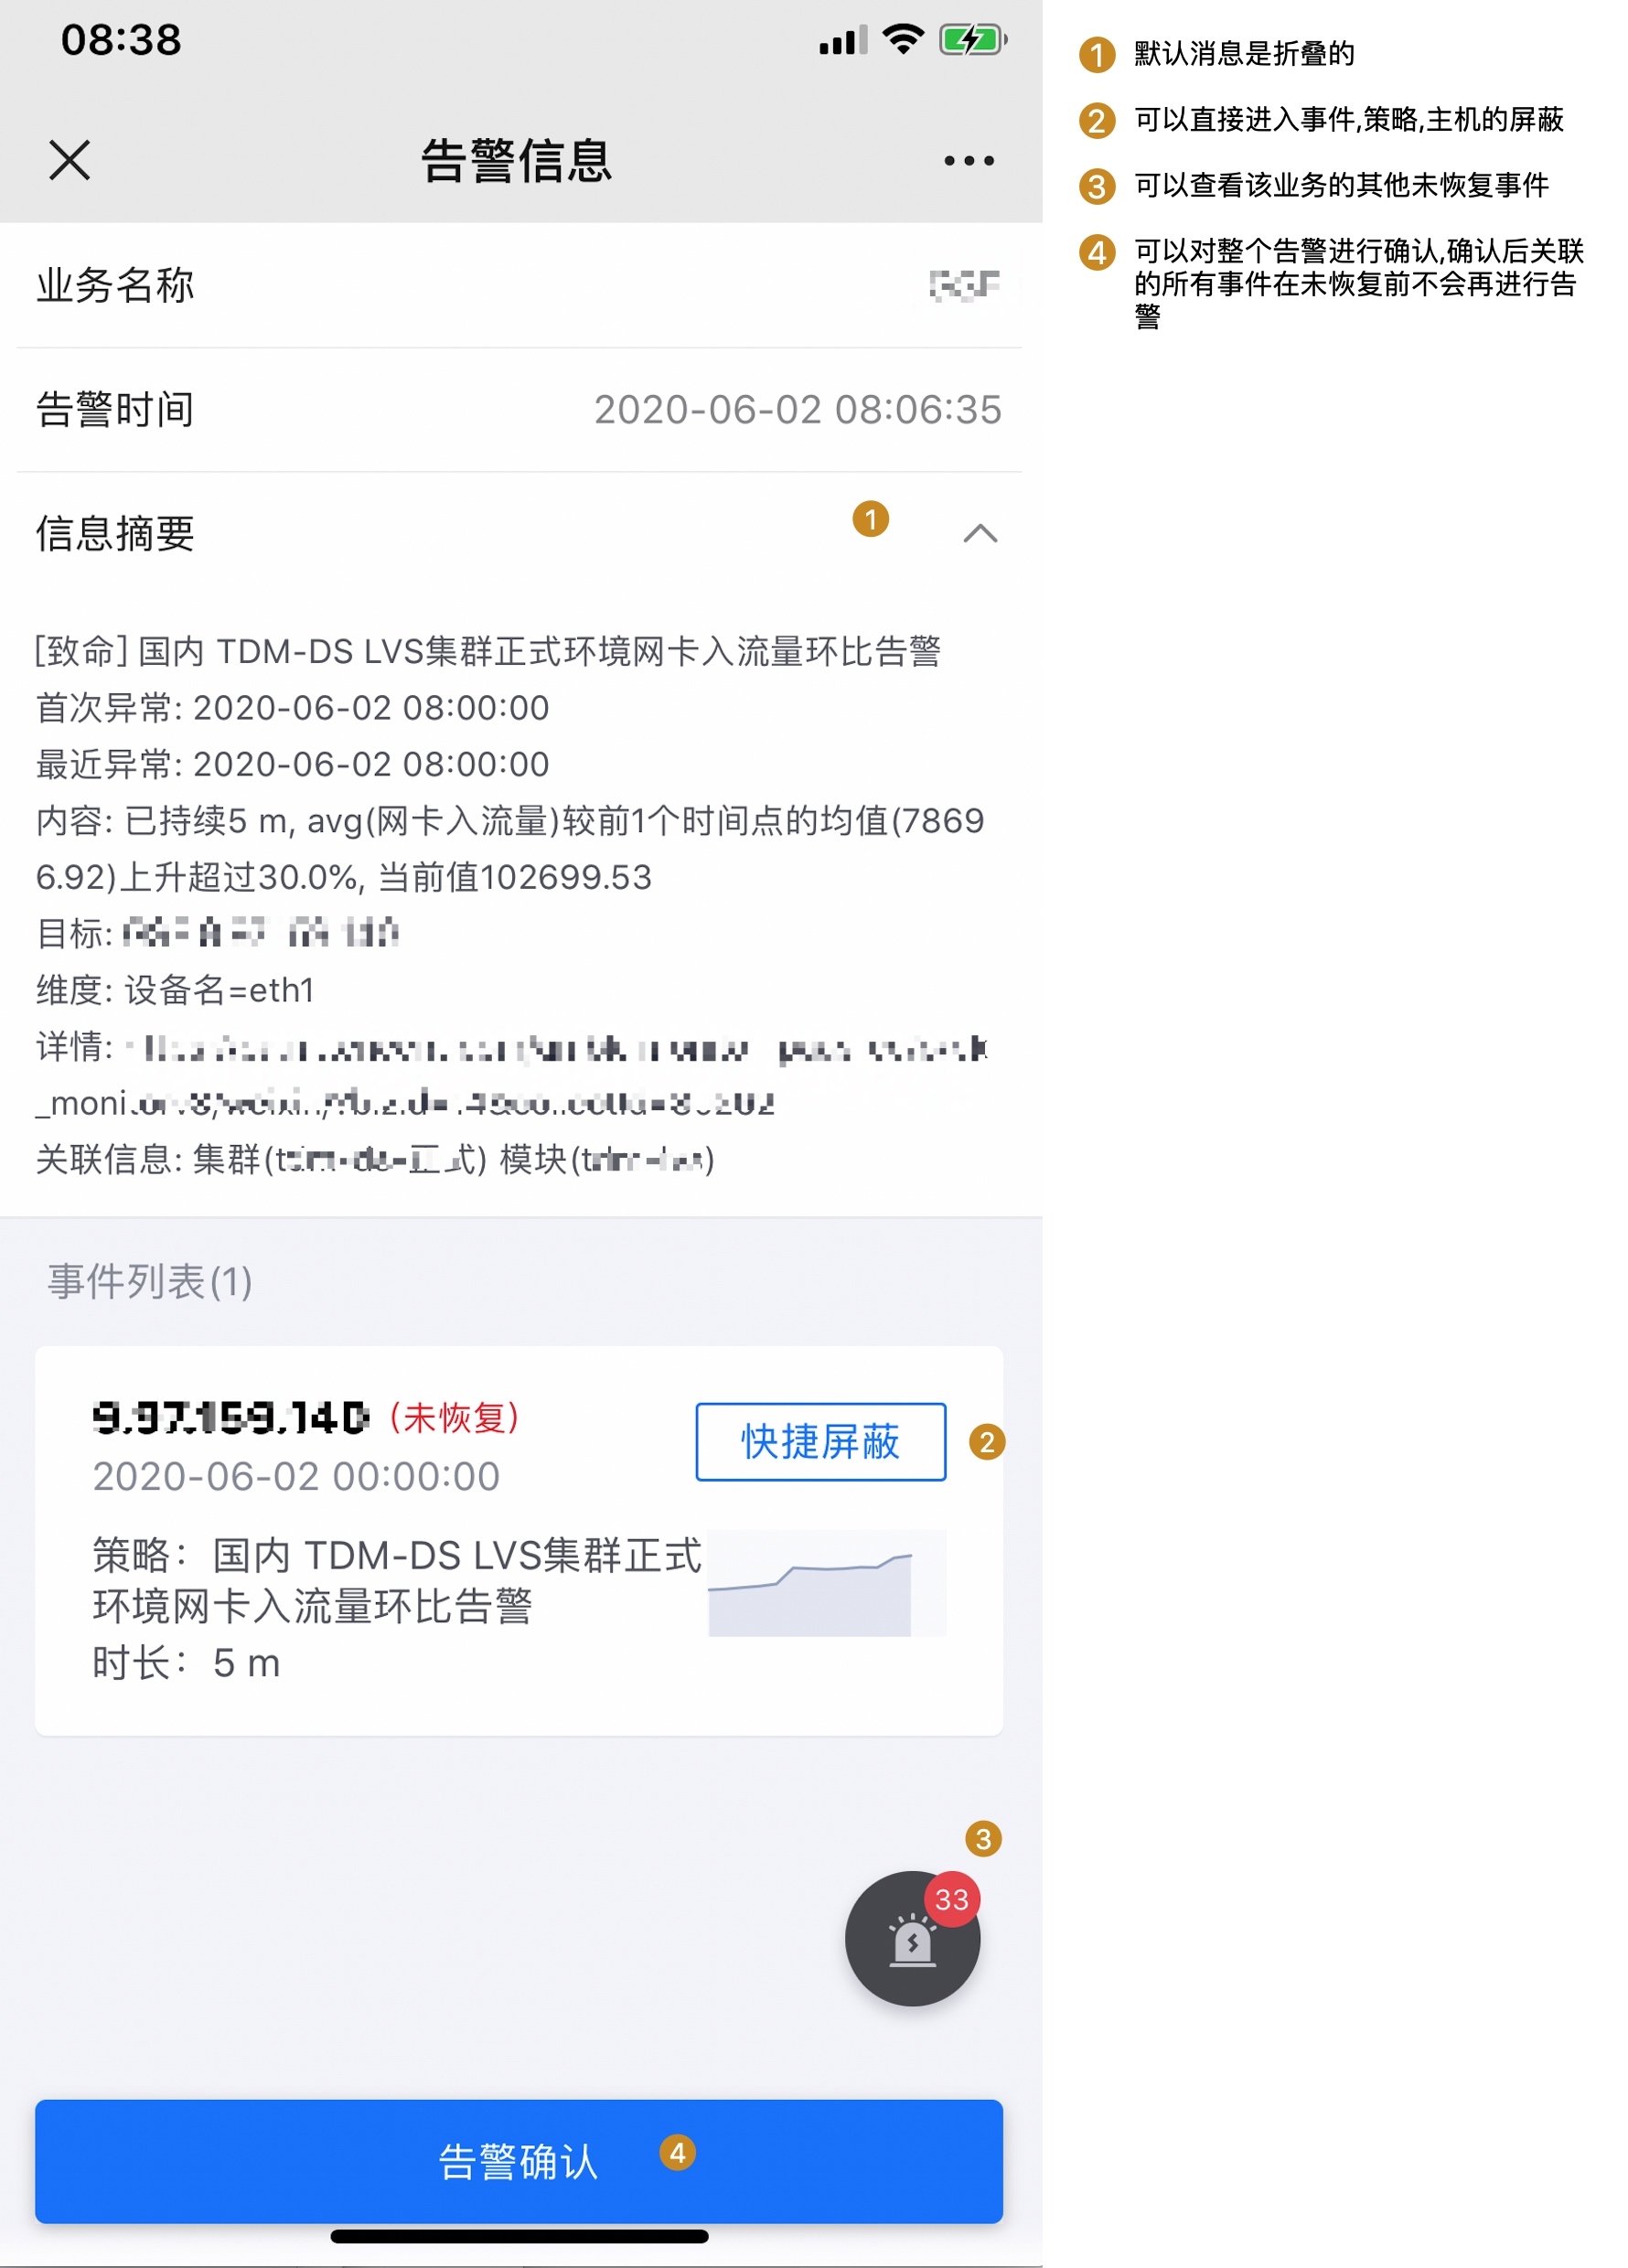 08:38
告警信息
业务名称
告警时间
2020-06-02 08:06:35
信息摘要
1
[致命] 国内 TDM-DS LVS集群正式环境网卡入流量环比告警
首次异常: 2020-06-02 08:00:00
最近异常: 2020-06-02 08:00:00
内容: 已持续5 m, avg(网卡入流量)较前1个时间点的均值(7869
6.92)上升超过30.0%, 当前值102699.53
目标:
维度: 设备名=eth1
详情:
关联信息: 集群( 正式) 模块( )
事件列表(1)
(未恢复)
快捷屏蔽
2
2020-06-02 00:00:00
策略： 国内 TDM-DS LVS集群正式
环境网卡入流量环比告警
时长： 5 m
3
33
告警确认
4
1 默认消息是折叠的
2 可以直接进入事件,策略,主机的屏蔽
3 可以查看该业务的其他未恢复事件
4 可以对整个告警进行确认,确认后关联
的所有事件在未恢复前不会再进行告
警